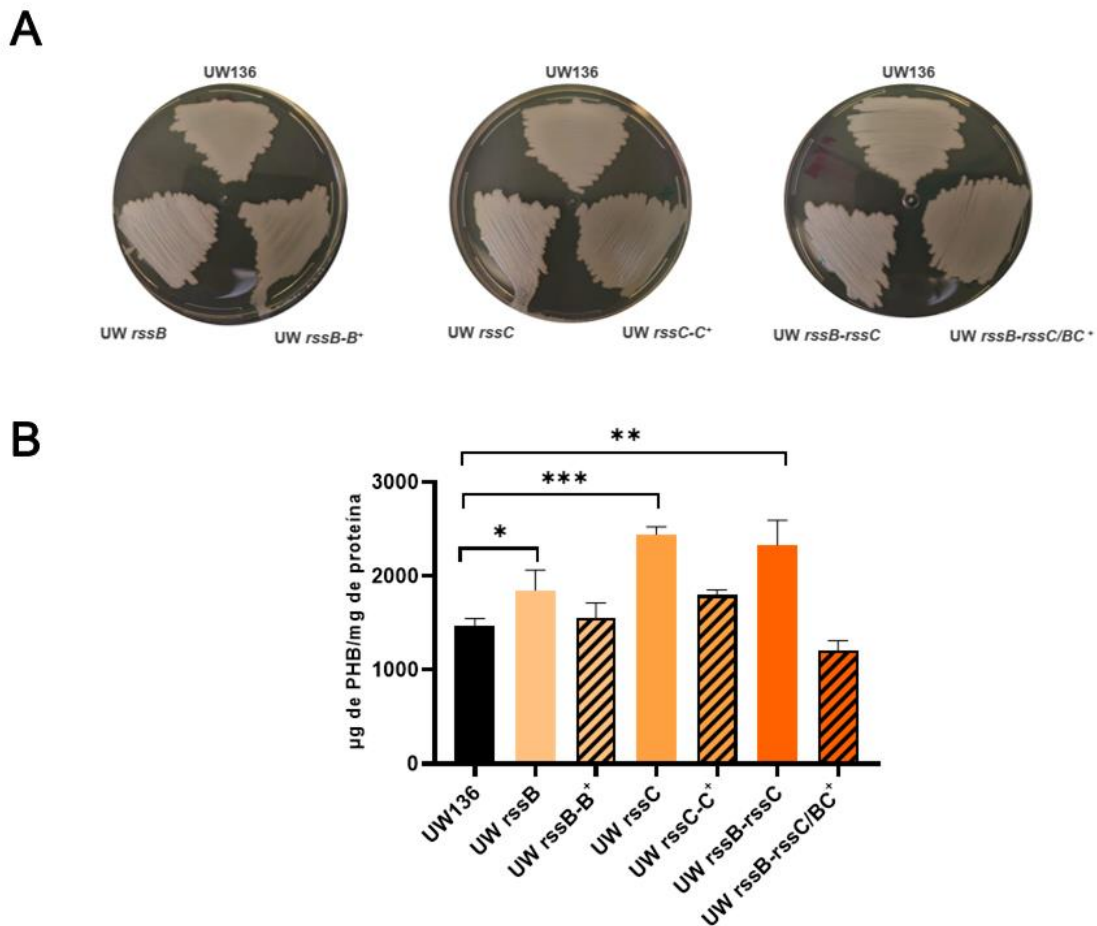 A
UW136 UW136 UW136
UW rssB UW rssB-B⁺ UW rssC UW rssC-C⁺ UW rssB-rssC UW rssB-rssC/BC⁺
B
**
***
*
3000
2000
1000
0
µg de PHB/mg de proteína
UW136
UW rssB
UW rssB-B⁺
UW rssC
UW rssC-C⁺
UW rssB-rssC
UW rssB-rssC/BC⁺